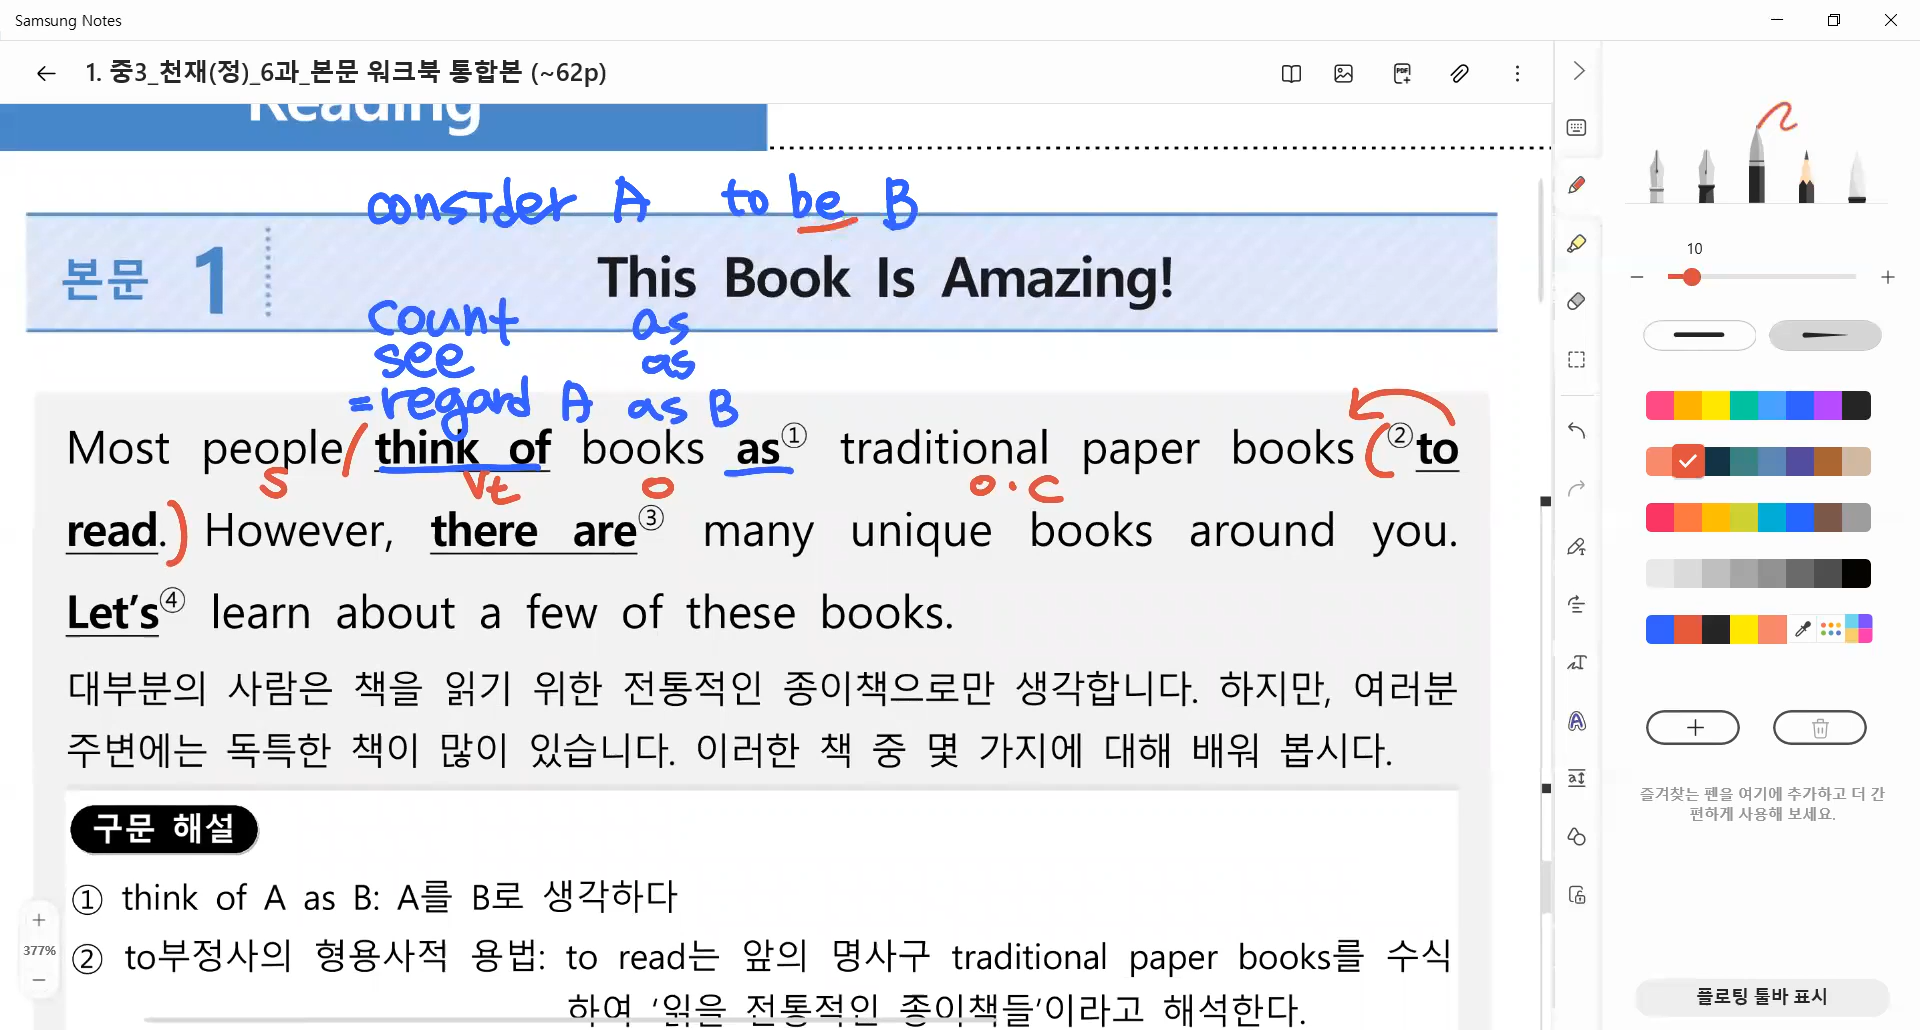 Samsung Notes
1. 중3_천재(정)_6과_본문 워크북 통합본 (~62p)
Reading
consider A to be B
본문 1 This Book Is Amazing!
count as
see as
= regard A as B
Most people / think of books as① traditional paper books (②to
S Vt O O.C
read.) However, there are③ many unique books around you.
Let's④ learn about a few of these books.
대부분의 사람은 책을 읽기 위한 전통적인 종이책으로만 생각합니다. 하지만, 여러분
주변에는 독특한 책이 많이 있습니다. 이러한 책 중 몇 가지에 대해 배워 봅시다.
구문 해설
① think of A as B: A를 B로 생각하다
② to부정사의 형용사적 용법: to read는 앞의 명사구 traditional paper books를 수식
하여 ‘읽을 전통적인 종이책들’이라고 해석한다.
377%
10
즐겨찾는 펜을 여기에 추가하고 더 간
편하게 사용해 보세요.
플로팅 툴바 표시